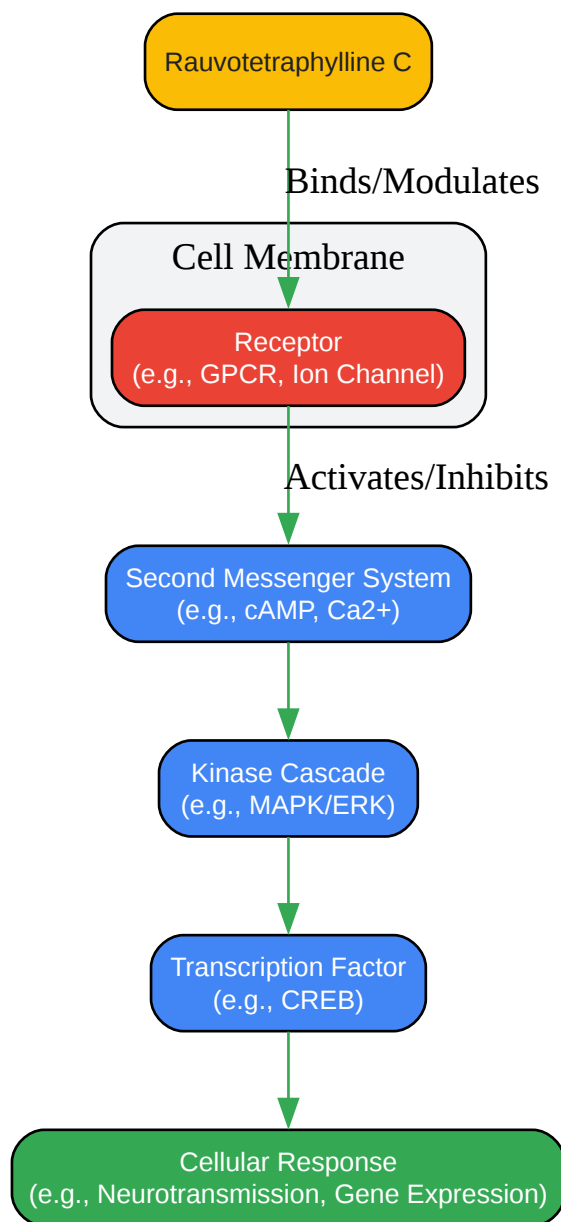 Rauvotetraphylline C
Binds/Modulates
Cell Membrane
Receptor
(e.g., GPCR, Ion Channel)
Activates/Inhibits
Second Messenger System
(e.g., cAMP, Ca2+)
Kinase Cascade
(e.g., MAPK/ERK)
Transcription Factor
(e.g., CREB)
Cellular Response
(e.g., Neurotransmission, Gene Expression)